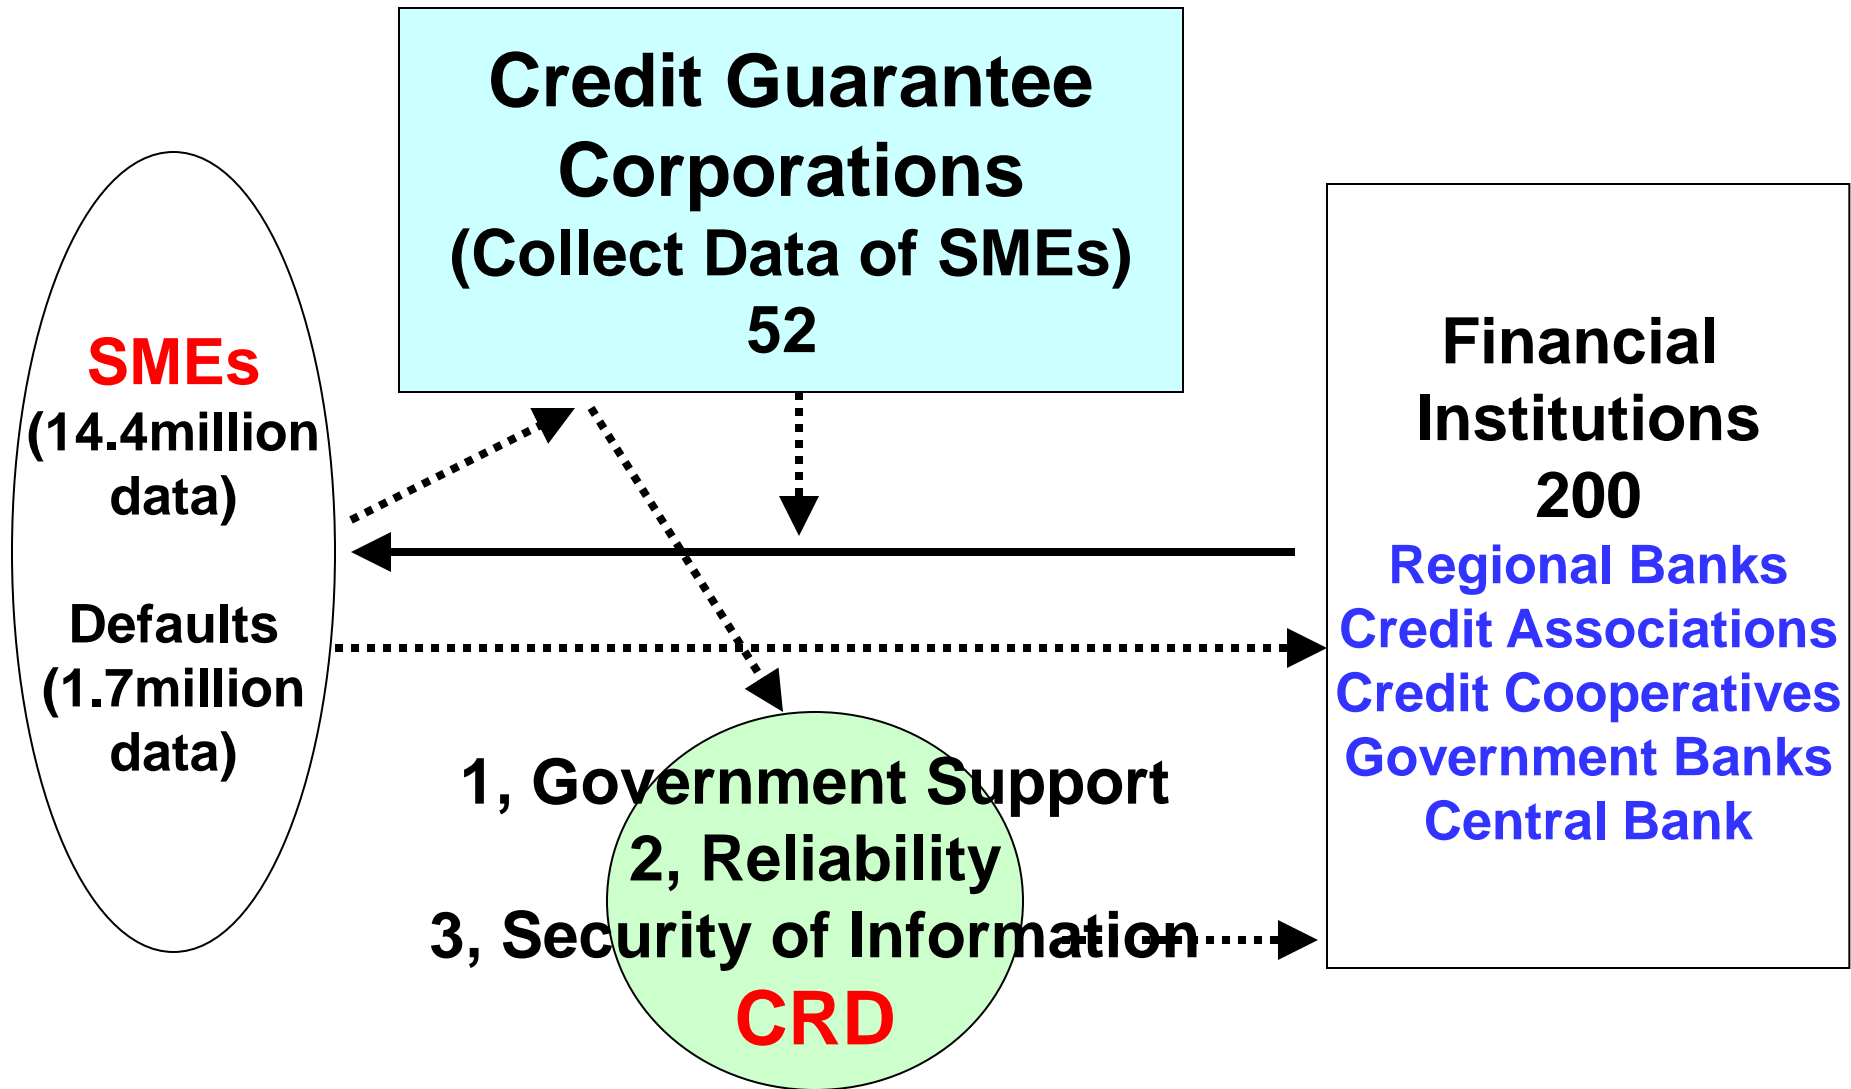 Credit Guarantee
Corporations
(Collect Data of SMEs)
52
SMEs
(14.4million
data)
Defaults
(1.7million
data)
Financial
Institutions
200
Regional Banks
Credit Associations
Credit Cooperatives
Government Banks
Central Bank
1, Government Support
2, Reliability
3, Security of Information
CRD